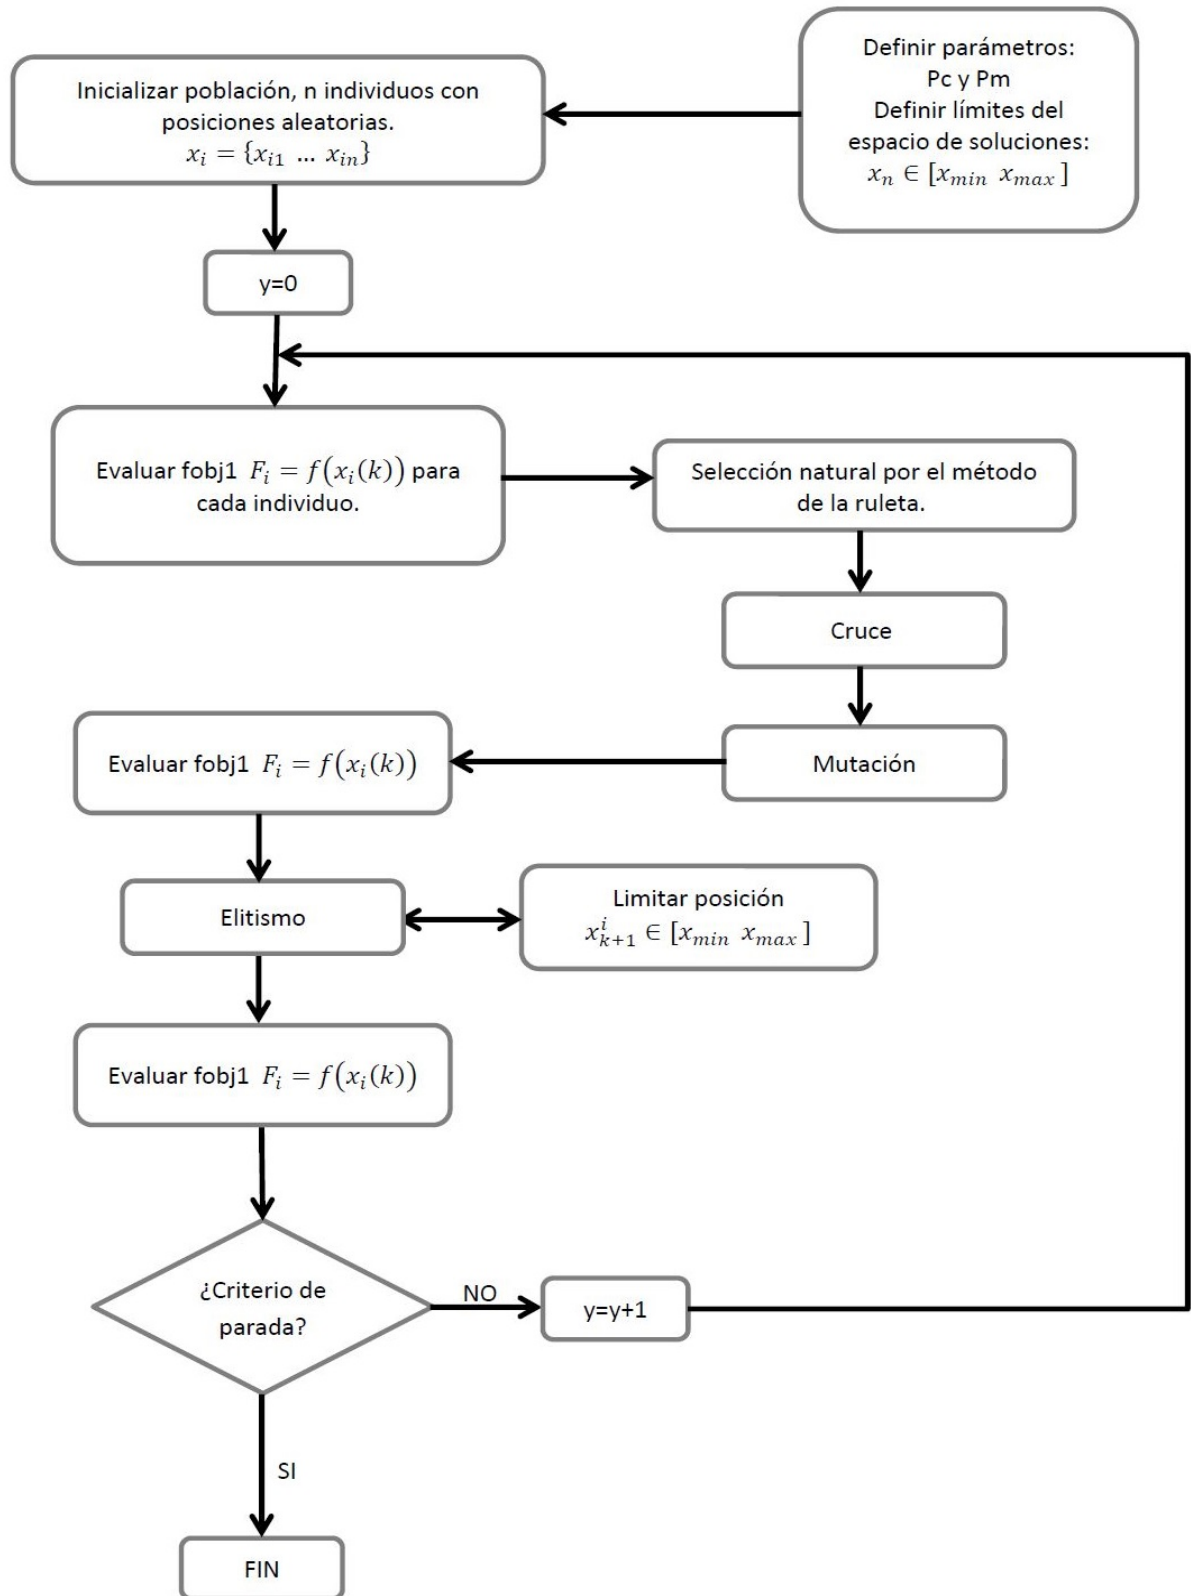 Definir parámetros:
Pc y Pm
Definir límites del
espacio de soluciones:
xₙ ∈ [xₘᵢₙ xₘₐₓ]
Inicializar población, n individuos con
posiciones aleatorias.
xᵢ = {xᵢ₁ … xᵢₙ}
y=0
Evaluar fobj1 Fᵢ = f(xᵢ(k)) para
cada individuo.
Selección natural por el método
de la ruleta.
Cruce
Mutación
Evaluar fobj1 Fᵢ = f(xᵢ(k))
Elitismo
Limitar posición
xⁱₖ₊₁ ∈ [xₘᵢₙ xₘₐₓ]
Evaluar fobj1 Fᵢ = f(xᵢ(k))
¿Criterio de
parada?
NO
y=y+1
SI
FIN